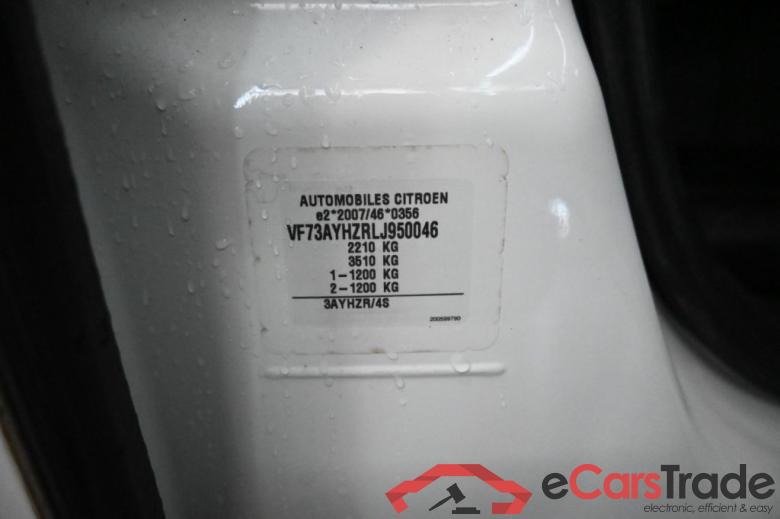 AUTOMOBILES CITROEN
e2*2007/46*0356
VF73AYHZRLJ950046
2210 KG
3510 KG
1-1200 KG
2-1200 KG
3AYHZR/4S
200599790
eCarsTrade
electronic, efficient & easy